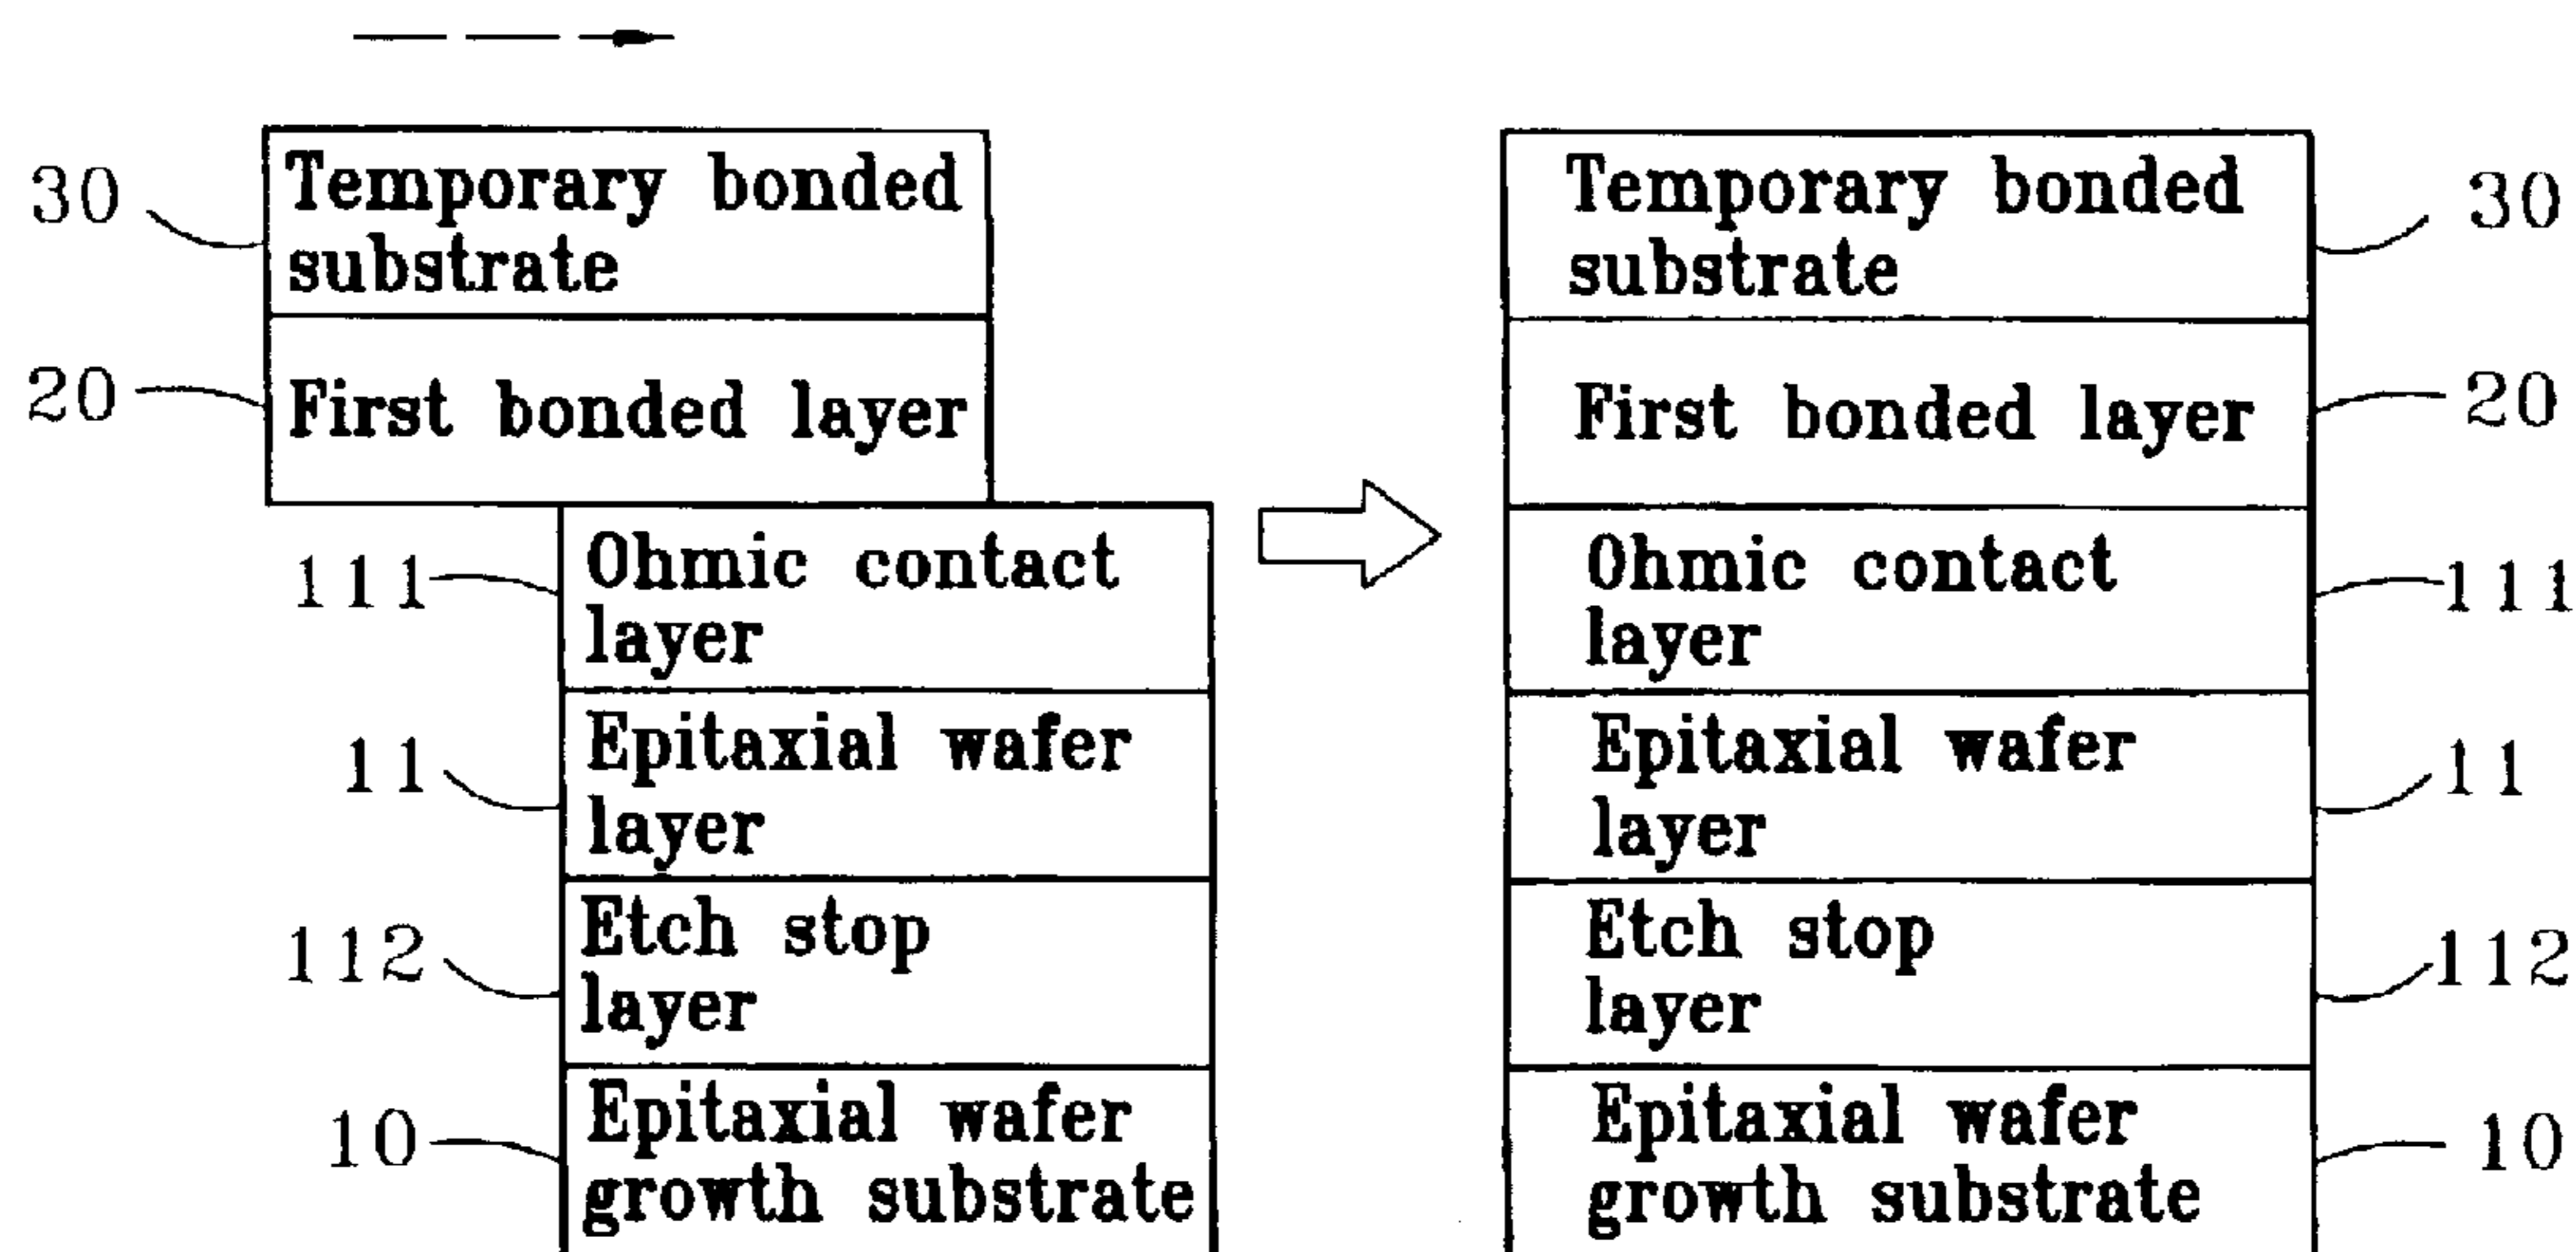 30
Temporary bonded
substrate
20
First bonded layer
111
Ohmic contact
layer
11
Epitaxial wafer
layer
112
Etch stop
layer
10
Epitaxial wafer
growth substrate
Temporary bonded
substrate
30
First bonded layer
20
Ohmic contact
layer
111
Epitaxial wafer
layer
11
Etch stop
layer
112
Epitaxial wafer
growth substrate
10